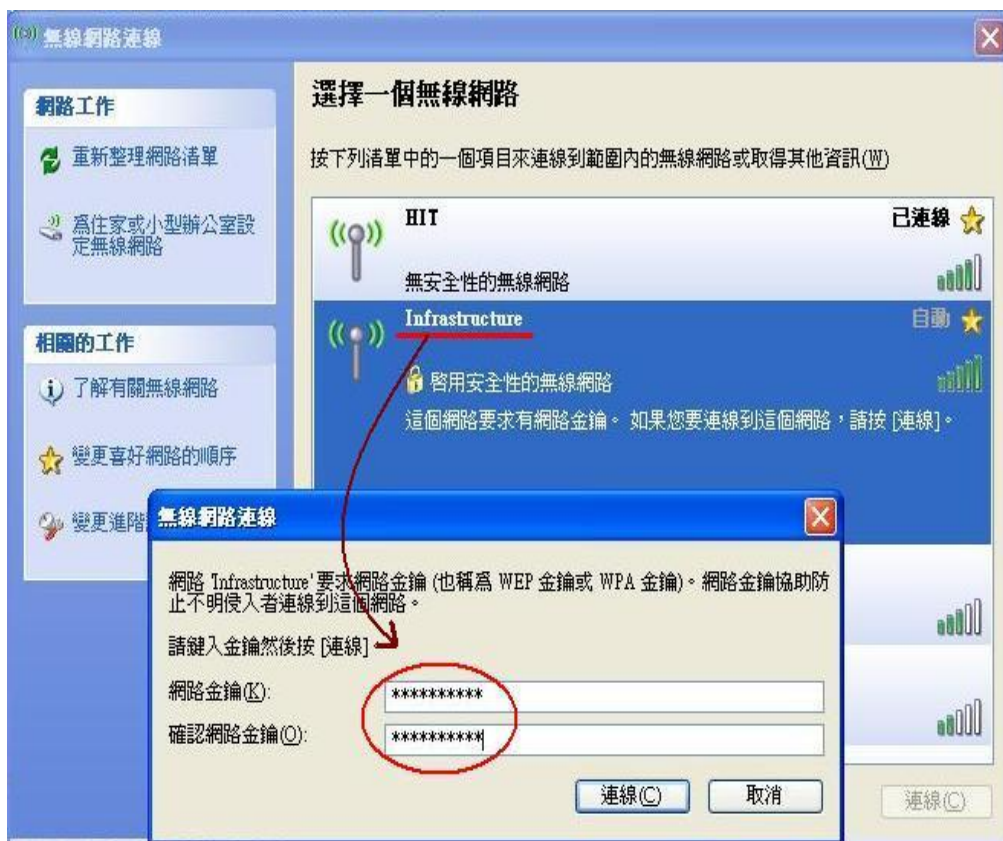 無線網路連線
網路工作
重新整理網路清單
為住家或小型辦公室設
定無線網路
相關的工作
了解有關無線網路
變更喜好網路的順序
變更進階
選擇一個無線網路
按下列清單中的一個項目來連線到範圍內的無線網路或取得其他資訊(W)
HIT
已連線
無安全性的無線網路
Infrastructure
自動
啓用安全性的無線網路
這個網路要求有網路金鑰。如果您要連線到這個網路,請按 [連線]。
無線網路連線
網路 'Infrastructure' 要求網路金鑰 (也稱為 WEP 金鑰或 WPA 金鑰)。網路金鑰協助防
止不明侵入者連線到這個網路。
請鍵入金鑰然後按 [連線]
網路金鑰(K):
**********
確認網路金鑰(O):
**********
連線(C)
取消
連線(C)